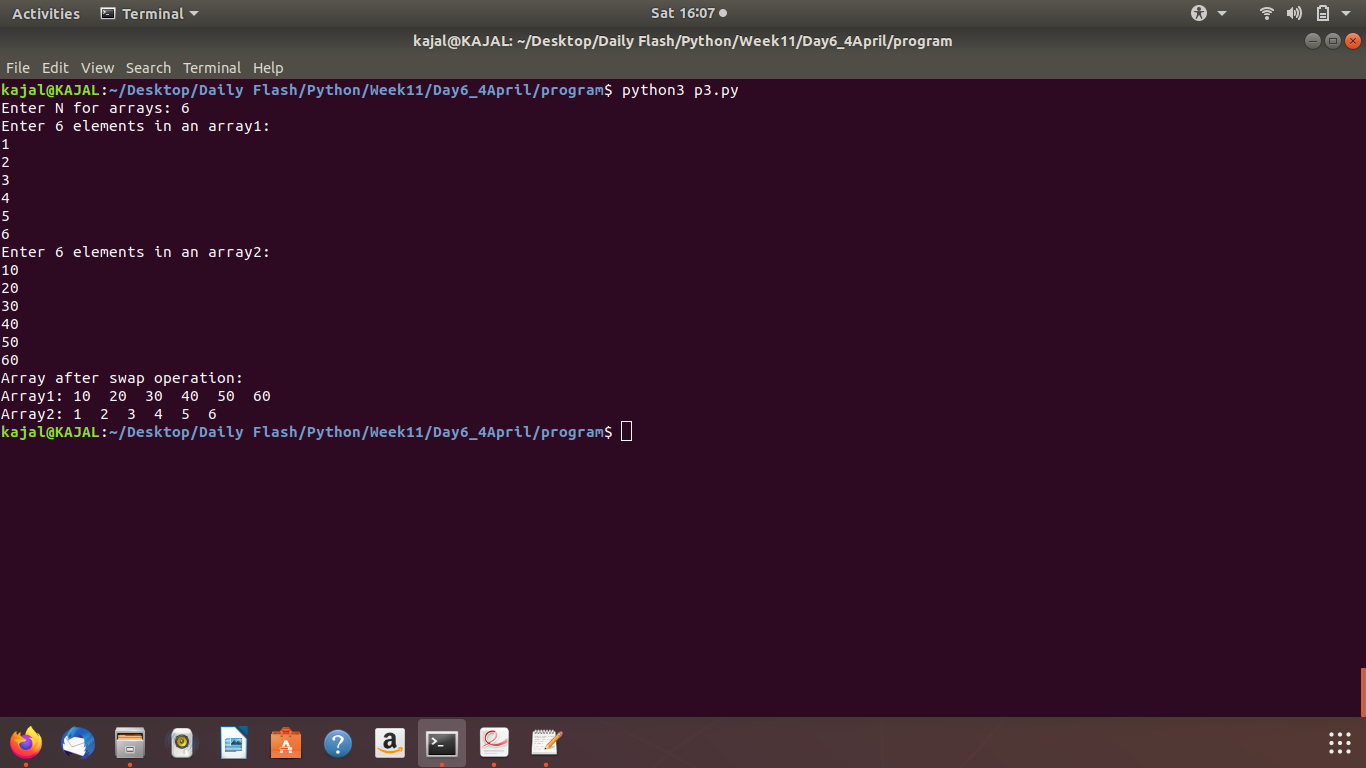 Activities Terminal Sat 16:07
kajal@KAJAL: ~/Desktop/Daily Flash/Python/Week11/Day6_4April/program
File Edit View Search Terminal Help
kajal@KAJAL:~/Desktop/Daily Flash/Python/Week11/Day6_4April/program$ python3 p3.py
Enter N for arrays: 6
Enter 6 elements in an array1:
1
2
3
4
5
6
Enter 6 elements in an array2:
10
20
30
40
50
60
Array after swap operation:
Array1: 10  20  30  40  50  60
Array2: 1  2  3  4  5  6
kajal@KAJAL:~/Desktop/Daily Flash/Python/Week11/Day6_4April/program$